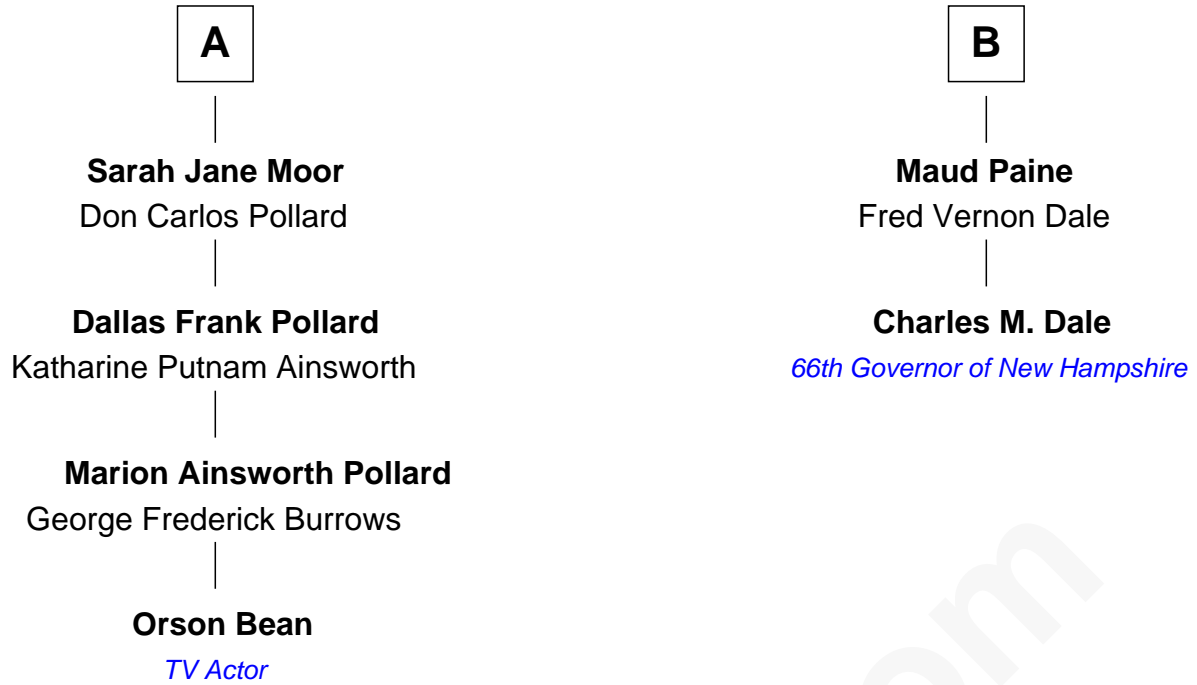 A
Sarah Jane Moor
Don Carlos Pollard
Dallas Frank Pollard
Katharine Putnam Ainsworth
Marion Ainsworth Pollard
George Frederick Burrows
Orson Bean
TV Actor
B
Maud Paine
Fred Vernon Dale
Charles M. Dale
66th Governor of New Hampshire
om